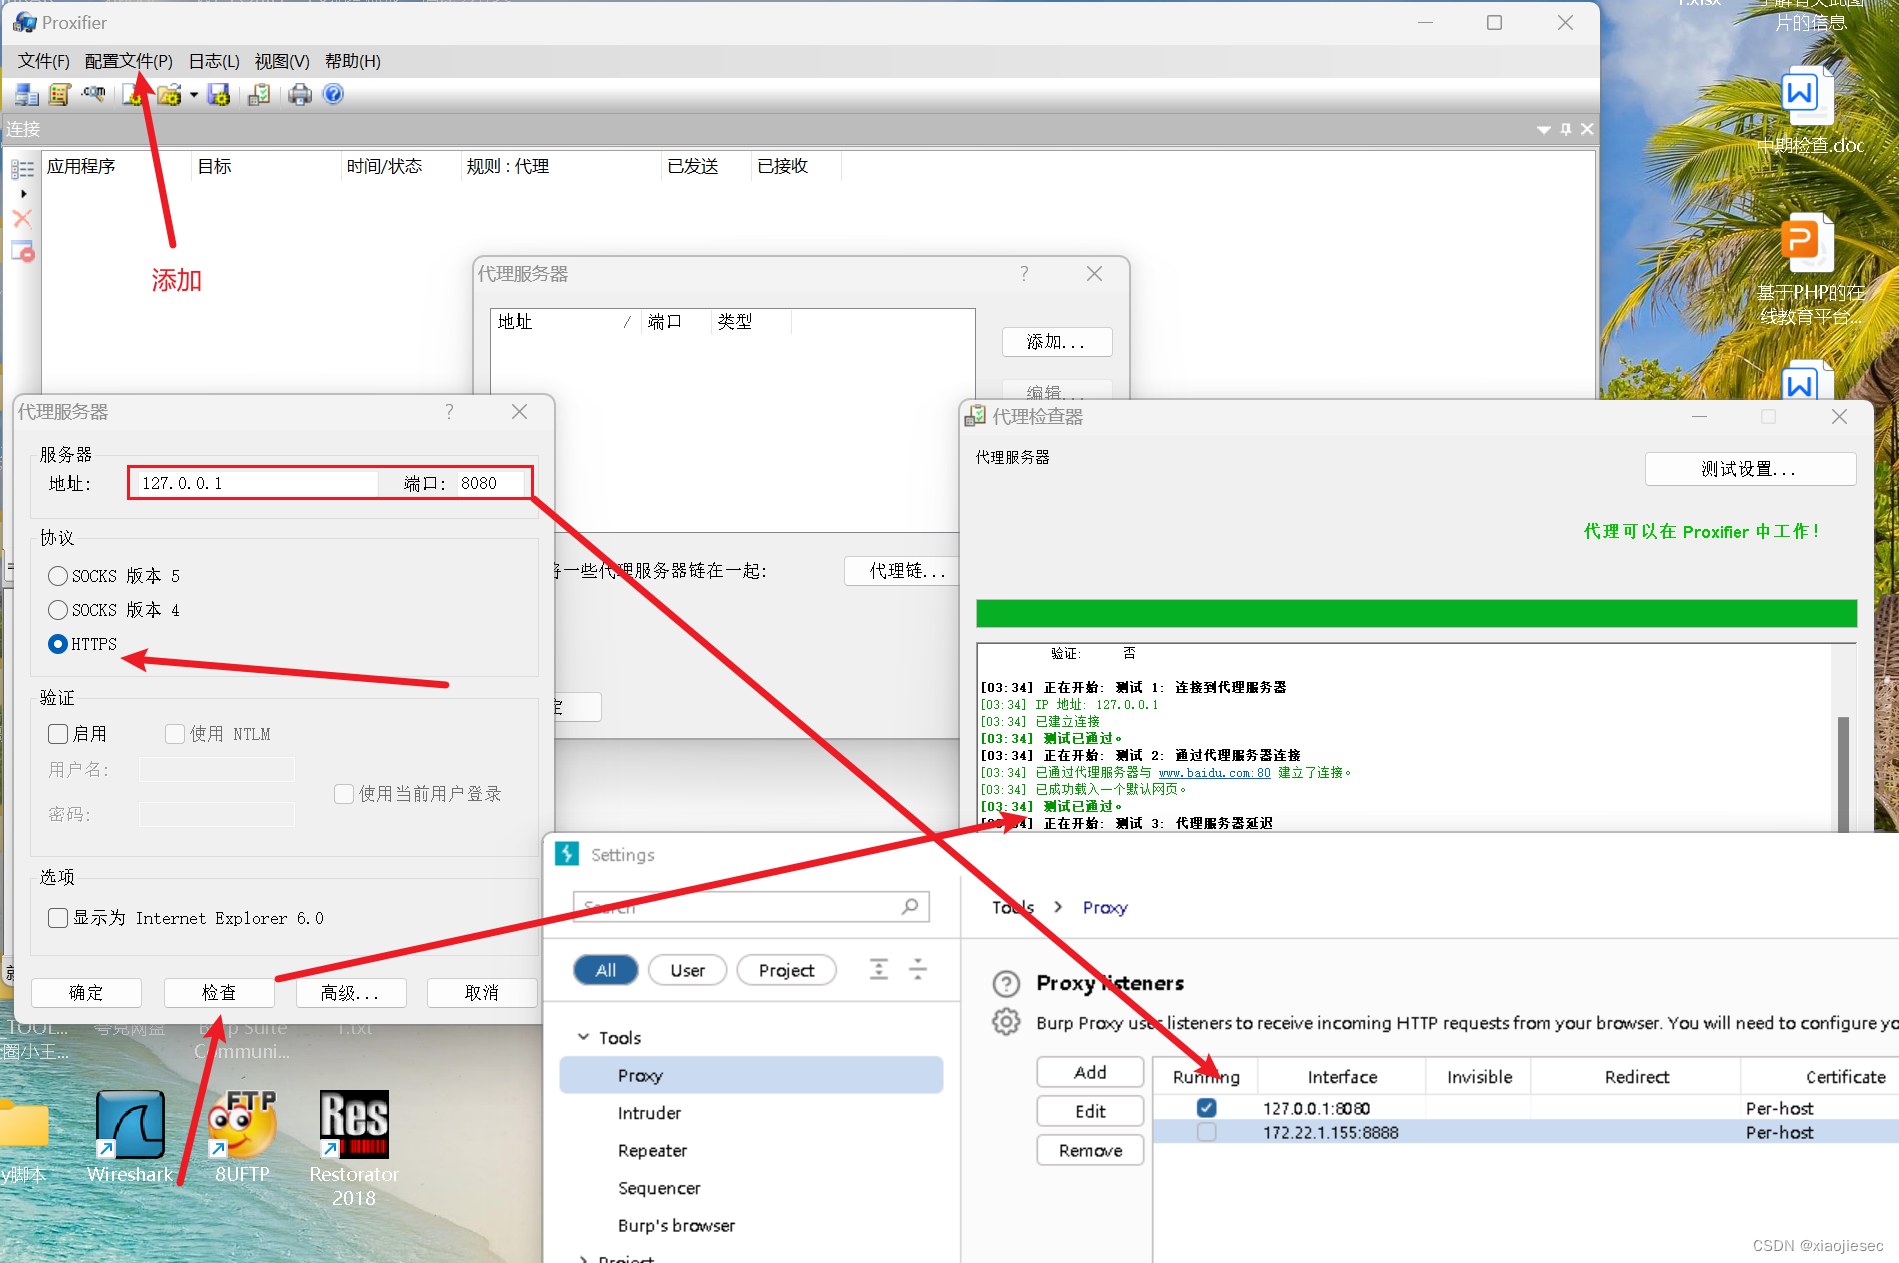 Proxifier
文件(F) 配置文件(P) 日志(L) 视图(V) 帮助(H)
连接
应用程序 目标 时间/状态 规则 : 代理 已发送 已接收
添加
代理服务器
地址 / 端口 类型
添加...
编辑...
一些代理服务器链在一起:
代理链...
代理服务器
服务器
地址: 127.0.0.1 端口: 8080
协议
SOCKS 版本 5
SOCKS 版本 4
HTTPS
验证
启用 使用 NTLM
用户名:
使用当前用户登录
密码:
选项
显示为 Internet Explorer 6.0
确定 检查 高级... 取消
代理检查器
代理服务器
测试设置...
代理可以在 Proxifier 中工作!
验证: 否
[03:34] 正在开始: 测试 1: 连接到代理服务器
[03:34] IP 地址: 127.0.0.1
[03:34] 已建立连接
[03:34] 测试已通过。
[03:34] 正在开始: 测试 2: 通过代理服务器连接
[03:34] 已通过代理服务器与 www.baidu.com:80 建立了连接。
[03:34] 已成功载入一个默认网页。
[03:34] 测试已通过。
[03:34] 正在开始: 测试 3: 代理服务器延迟
Settings
Search
All User Project
Tools
Proxy
Intruder
Repeater
Sequencer
Burp's browser
Project
Tools > Proxy
Proxy listeners
Burp Proxy uses listeners to receive incoming HTTP requests from your browser. You will need to configure yo
Add
Edit
Remove
Running Interface Invisible Redirect Certificate
127.0.0.1:8080 Per-host
172.22.1.155:8888 Per-host
片的信息
中期检查.doc
基于PHP的在
线教育平台...
TOOL... 夸克网盘 Burp Suite 1.txt
圈小王... Communi...
y脚本 Wireshark 8UFTP Restorator
2018
FTP
Res
CSDN @xiaojiesec